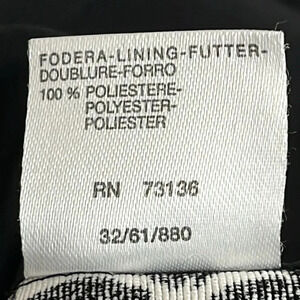 FODERA-LINING-FUTTER-
DOUBLURE-FORRO
100 % POLIESTERE-
POLYESTER-
POLIESTER
RN 73136
32/61/880